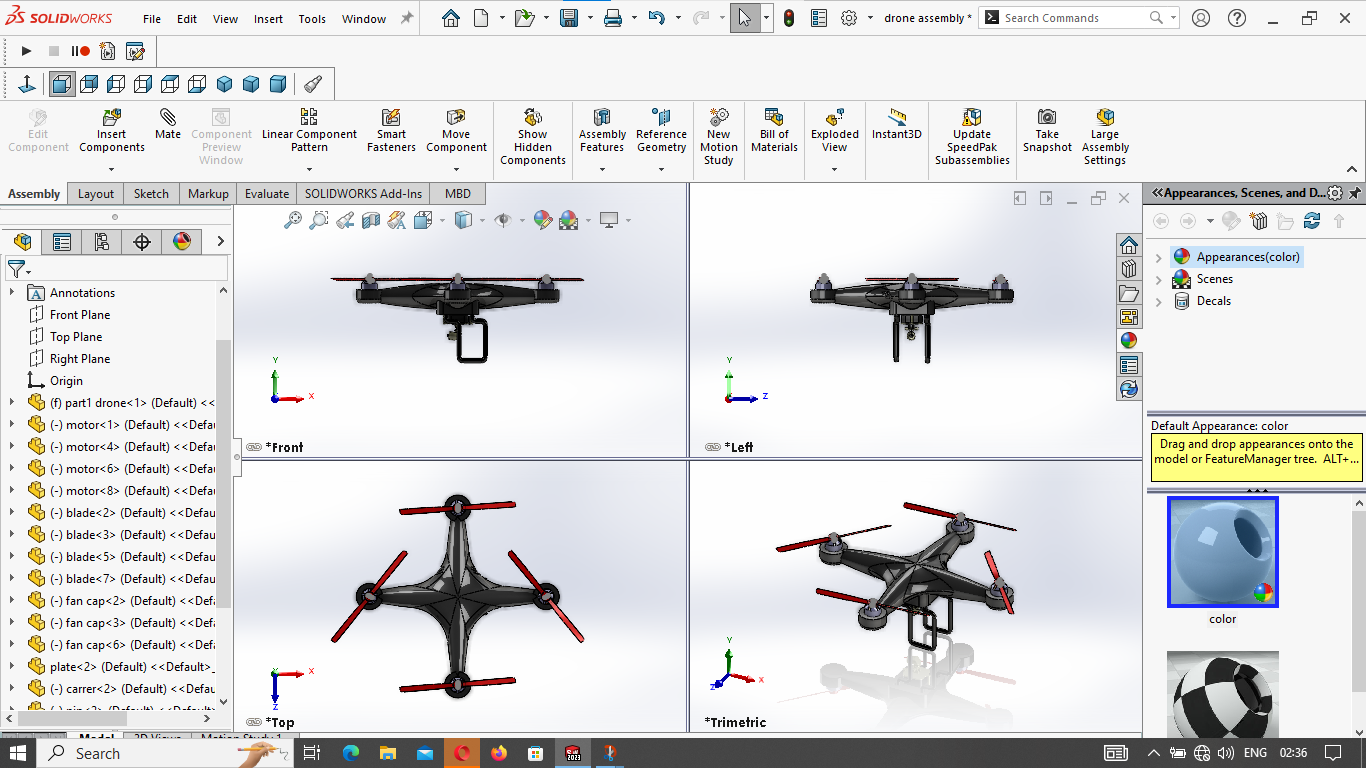 SOLIDWORKS File Edit View Insert Tools Window drone assembly * Search Commands
Edit Component
Insert Components
Mate
Component Preview Window
Linear Component Pattern
Smart Fasteners
Move Component
Show Hidden Components
Assembly Features
Reference Geometry
New Motion Study
Bill of Materials
Exploded View
Instant3D
Update SpeedPak Subassemblies
Take Snapshot
Large Assembly Settings
Assembly Layout Sketch Markup Evaluate SOLIDWORKS Add-Ins MBD
Annotations
Front Plane
Top Plane
Right Plane
Origin
(f) part1 drone<1> (Default) <<
(-) motor<1> (Default) <<Defau
(-) motor<4> (Default) <<Defau
(-) motor<6> (Default) <<Defau
(-) motor<8> (Default) <<Defau
(-) blade<2> (Default) <<Defau
(-) blade<3> (Default) <<Defau
(-) blade<5> (Default) <<Defau
(-) blade<7> (Default) <<Defau
(-) fan cap<2> (Default) <<Defa
(-) fan cap<3> (Default) <<Defa
(-) fan cap<6> (Default) <<Defa
plate<2> (Default) <<Default>_
(-) carrer<2> (Default) <<Defau
Y
X
*Front
Y
Z
*Left
X
Z
*Top
Y
X
Z
*Trimetric
Appearances, Scenes, and D...
Appearances(color)
Scenes
Decals
Default Appearance: color
Drag and drop appearances onto the
model or FeatureManager tree. ALT+...
color
Model 3D Views Motion Study 1
Search
2023
ENG 02:36